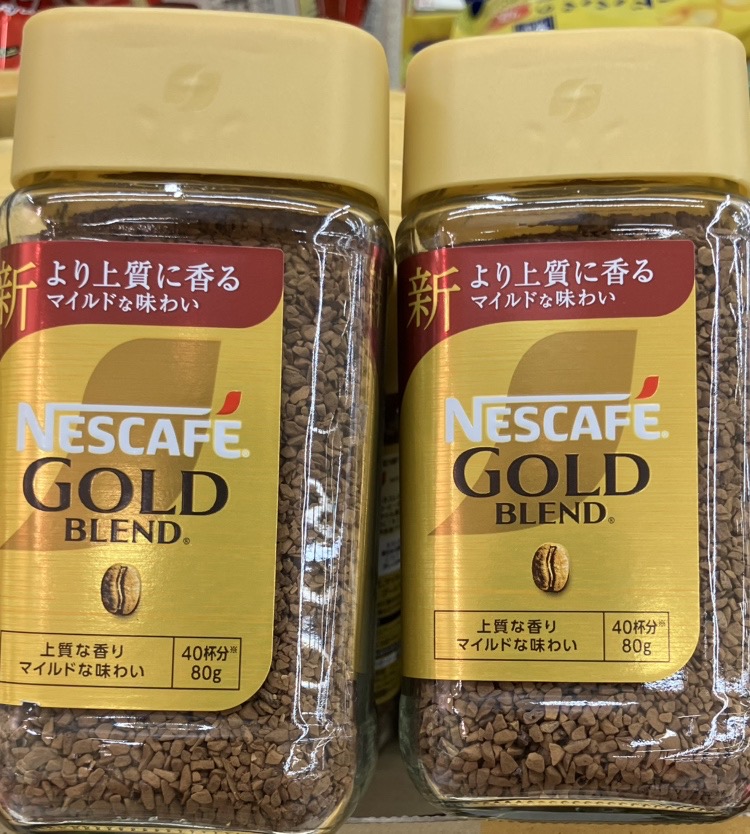 新
より上質に香る
マイルドな味わい
NESCAFÉ®
GOLD
BLEND®
上質な香り
マイルドな味わい
40杯分※
80g
新
より上質に香る
マイルドな味わい
NESCAFÉ®
GOLD
BLEND®
上質な香り
マイルドな味わい
40杯分※
80g